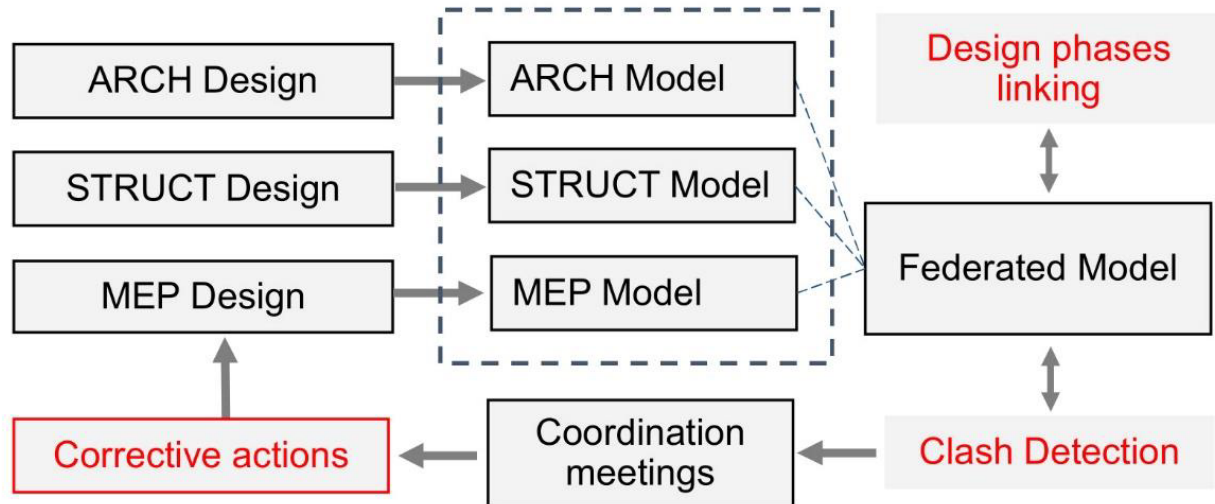 ARCH Design
ARCH Model
Design phases
linking
STRUCT Design
STRUCT Model
MEP Design
MEP Model
Federated Model
Corrective actions
Coordination
meetings
Clash Detection